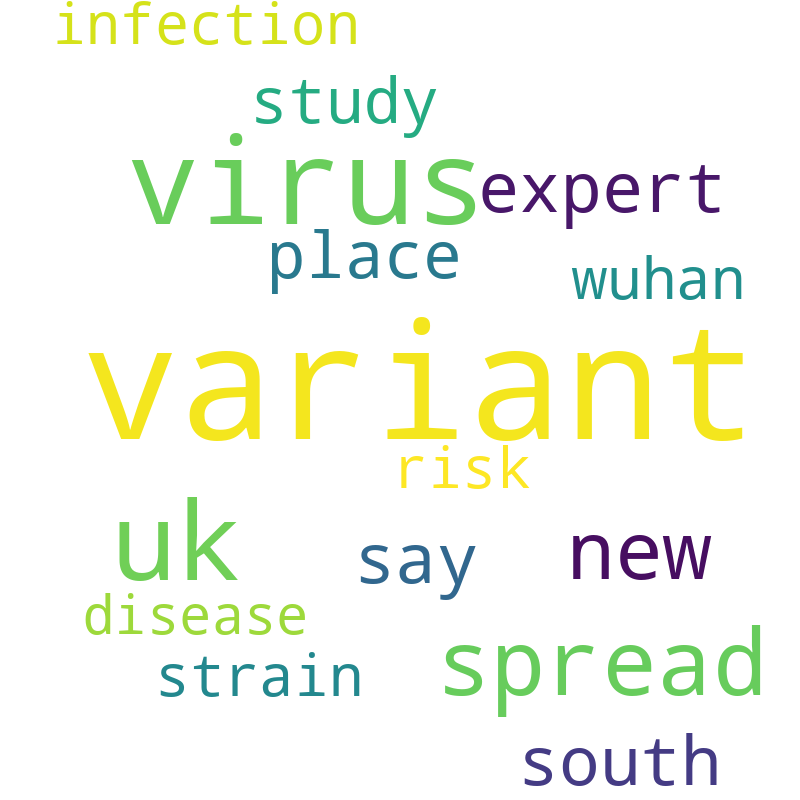 infection
study
virus
expert
place
wuhan
variant
risk
uk
say
new
disease
strain
spread
south